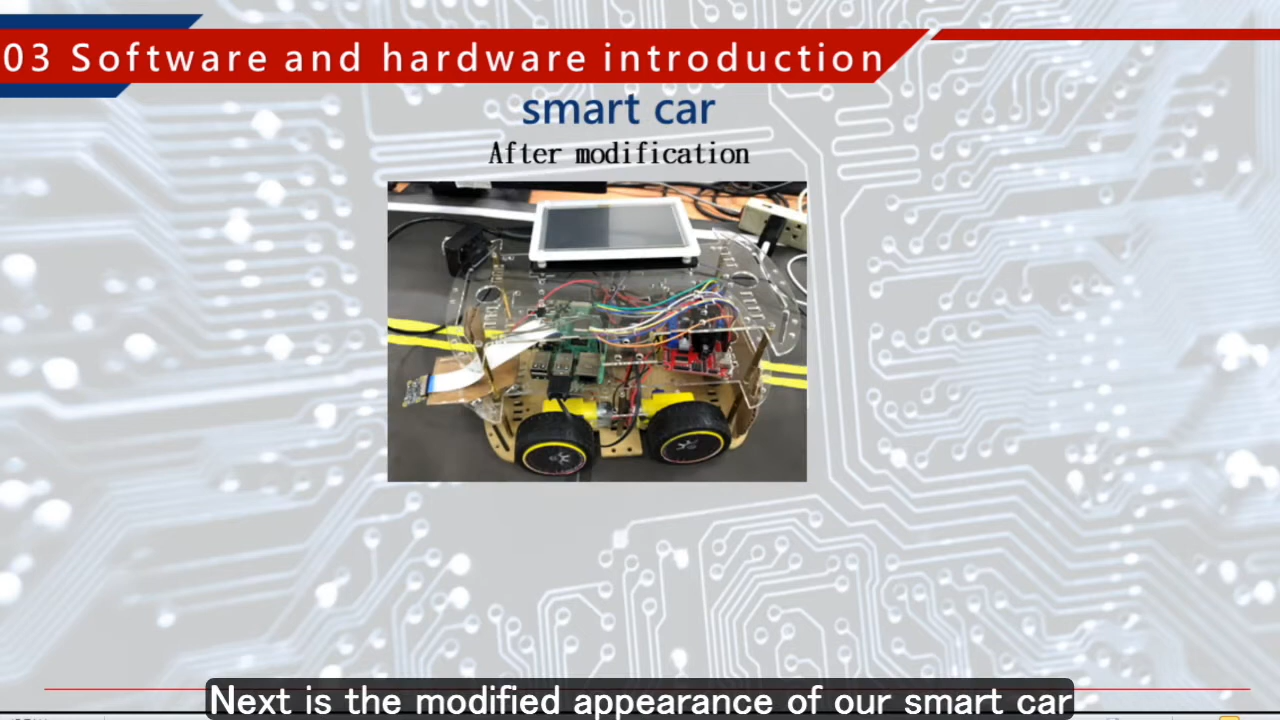 03 Software and hardware introduction
smart car
After modification
Next is the modified appearance of our smart car